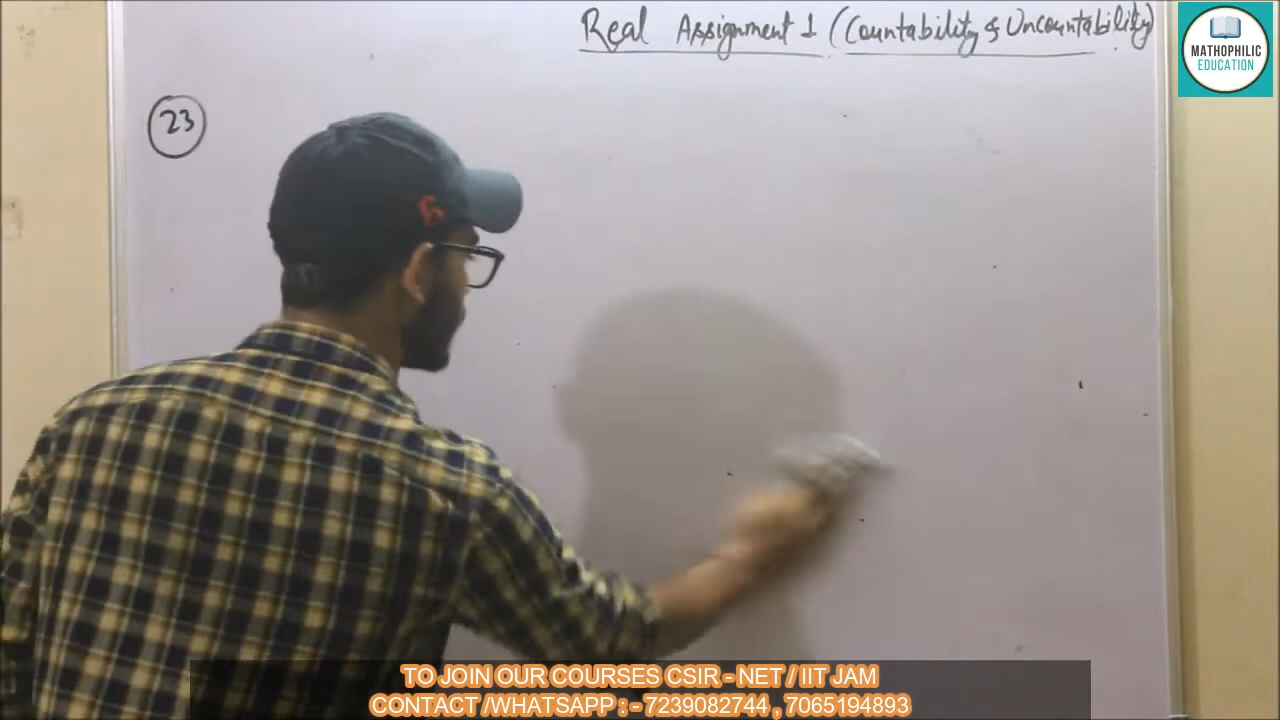 Real Assignment 1 (Countability & Uncountability)
MATHOPHILIC
EDUCATION
23
TO JOIN OUR COURSES CSIR - NET / IIT JAM
CONTACT /WHATSAPP : - 7239082744 , 7065194893